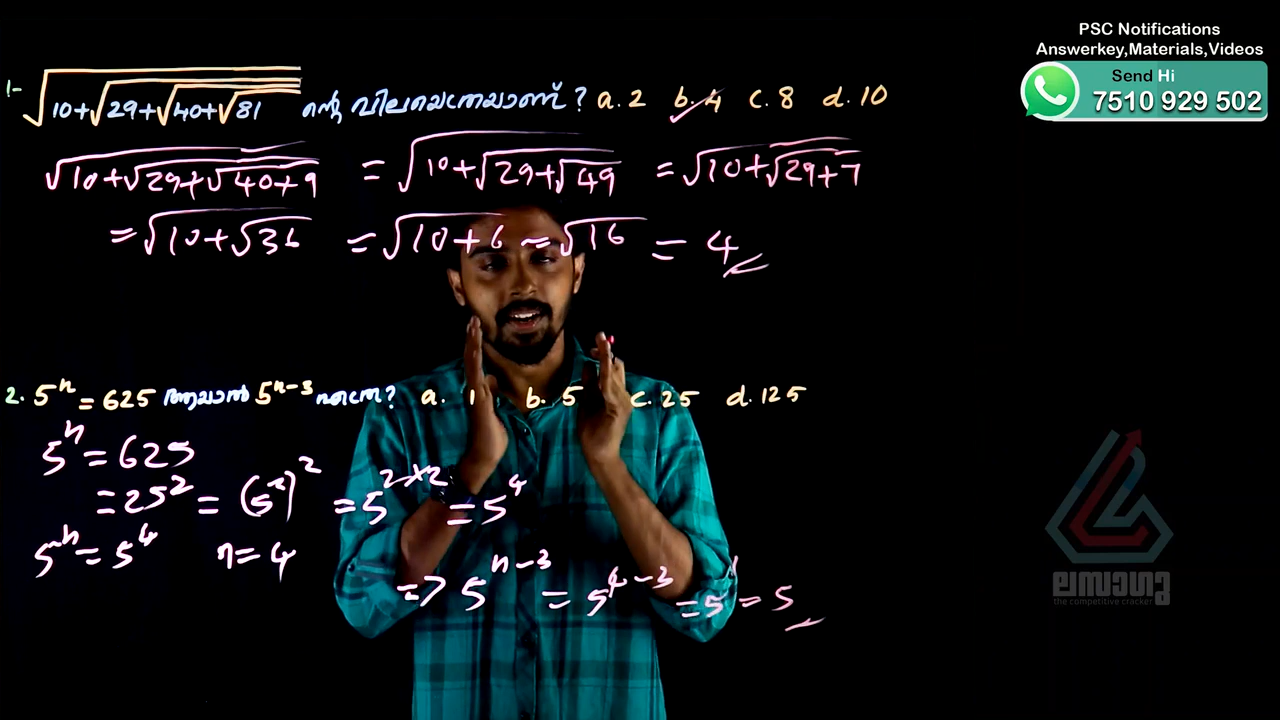 PSC Notifications
Answerkey,Materials,Videos
Send Hi
7510 929 502
1- √10+√29+√40+√81 ന്റെ വിലയെന്തയാണ് ? a. 2 b. 4 c. 8 d. 10
√10+√29+√40+9 = √10+√29+√49 = √10+√29+7
= √10+√36 = √10+6 = √16 = 4
2. 5ⁿ = 625 ആയാൽ 5ⁿ⁻³ എത്ര? a. 1 b. 5 c. 25 d. 125
5ⁿ = 625
= 25² = (5²)² = 5²ˣ² = 5⁴
5ⁿ = 5⁴ n = 4
=> 5ⁿ⁻³ = 5⁴⁻³ = 5¹ = 5
ലസാഗു
the competitive cracker